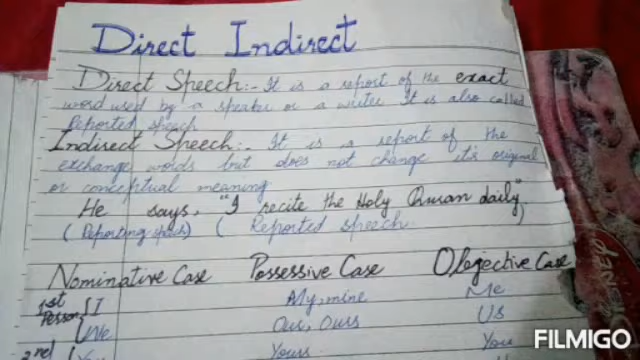 Direct Indirect
Direct Speech:- It is a report of the exact
word used by a speaker or a writer It is also called
Reported speech
Indirect Speech:- It is a report of the
exchange words but does not change it's original
or conceptual meaning
He says, "I recite the Holy Quran daily"
(Reporting speech) ( Reported speech )
Nominative Case Possessive Case Objective Case
1st Person { I My, mine Me
We Our, Ours Us
2nd { You Yours You
FILMIGO